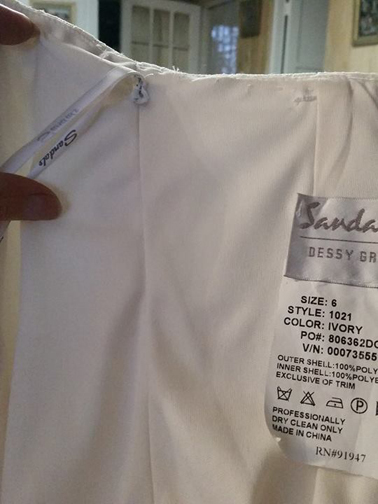 Sandals
Sanda
DESSY GR
SIZE: 6
STYLE: 1021
COLOR: IVORY
PO#: 806362DC
V/N: 00073555
OUTER SHELL:100%POLY
INNER SHELL:100%POLYE
EXCLUSIVE OF TRIM
P
PROFESSIONALLY
DRY CLEAN ONLY
MADE IN CHINA
RN#91947